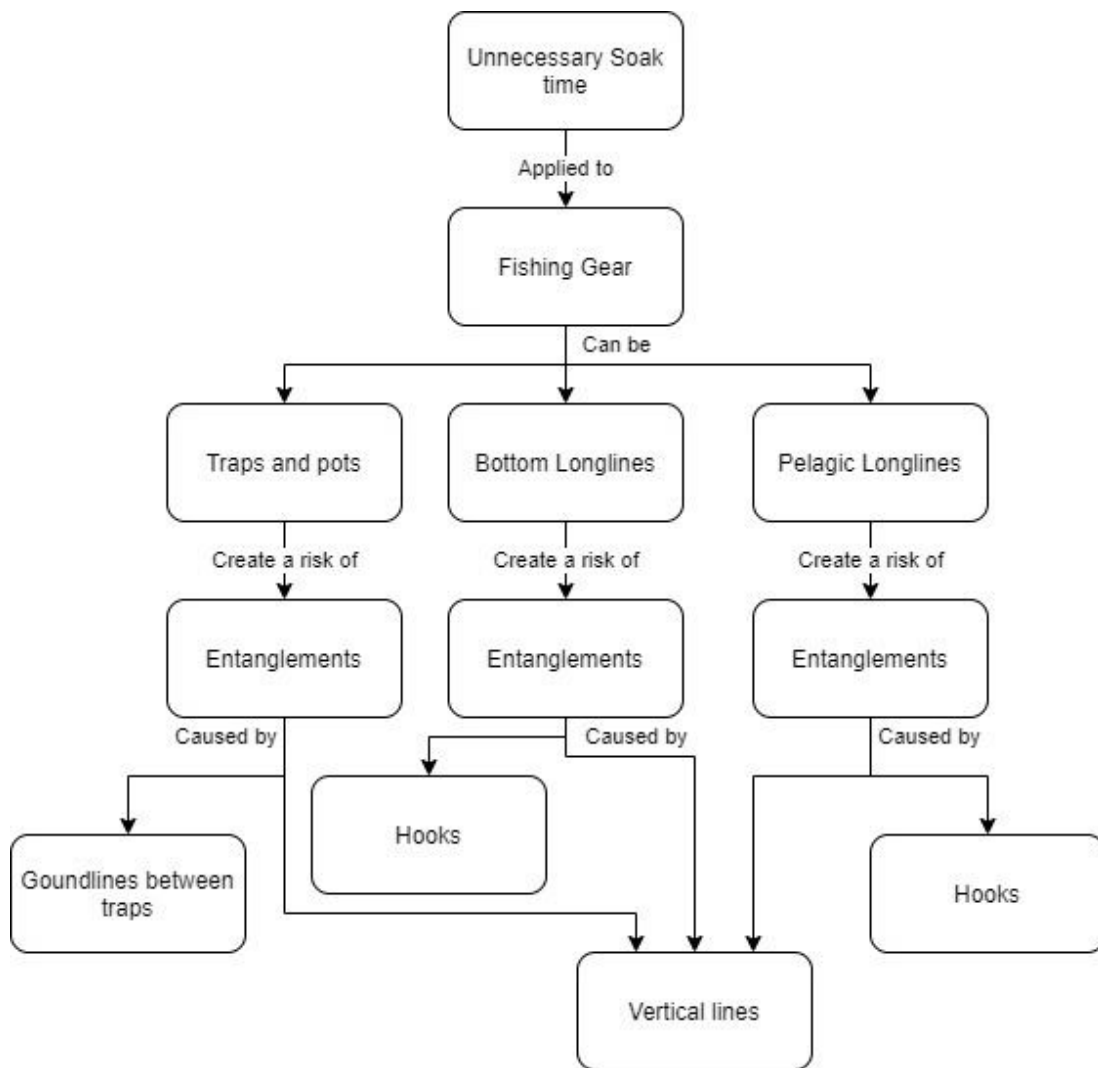 Unnecessary Soak
time
Applied to
Fishing Gear
Can be
Traps and pots
Bottom Longlines
Pelagic Longlines
Create a risk of
Create a risk of
Create a risk of
Entanglements
Entanglements
Entanglements
Caused by
Caused by
Caused by
Goundlines between
traps
Hooks
Hooks
Vertical lines